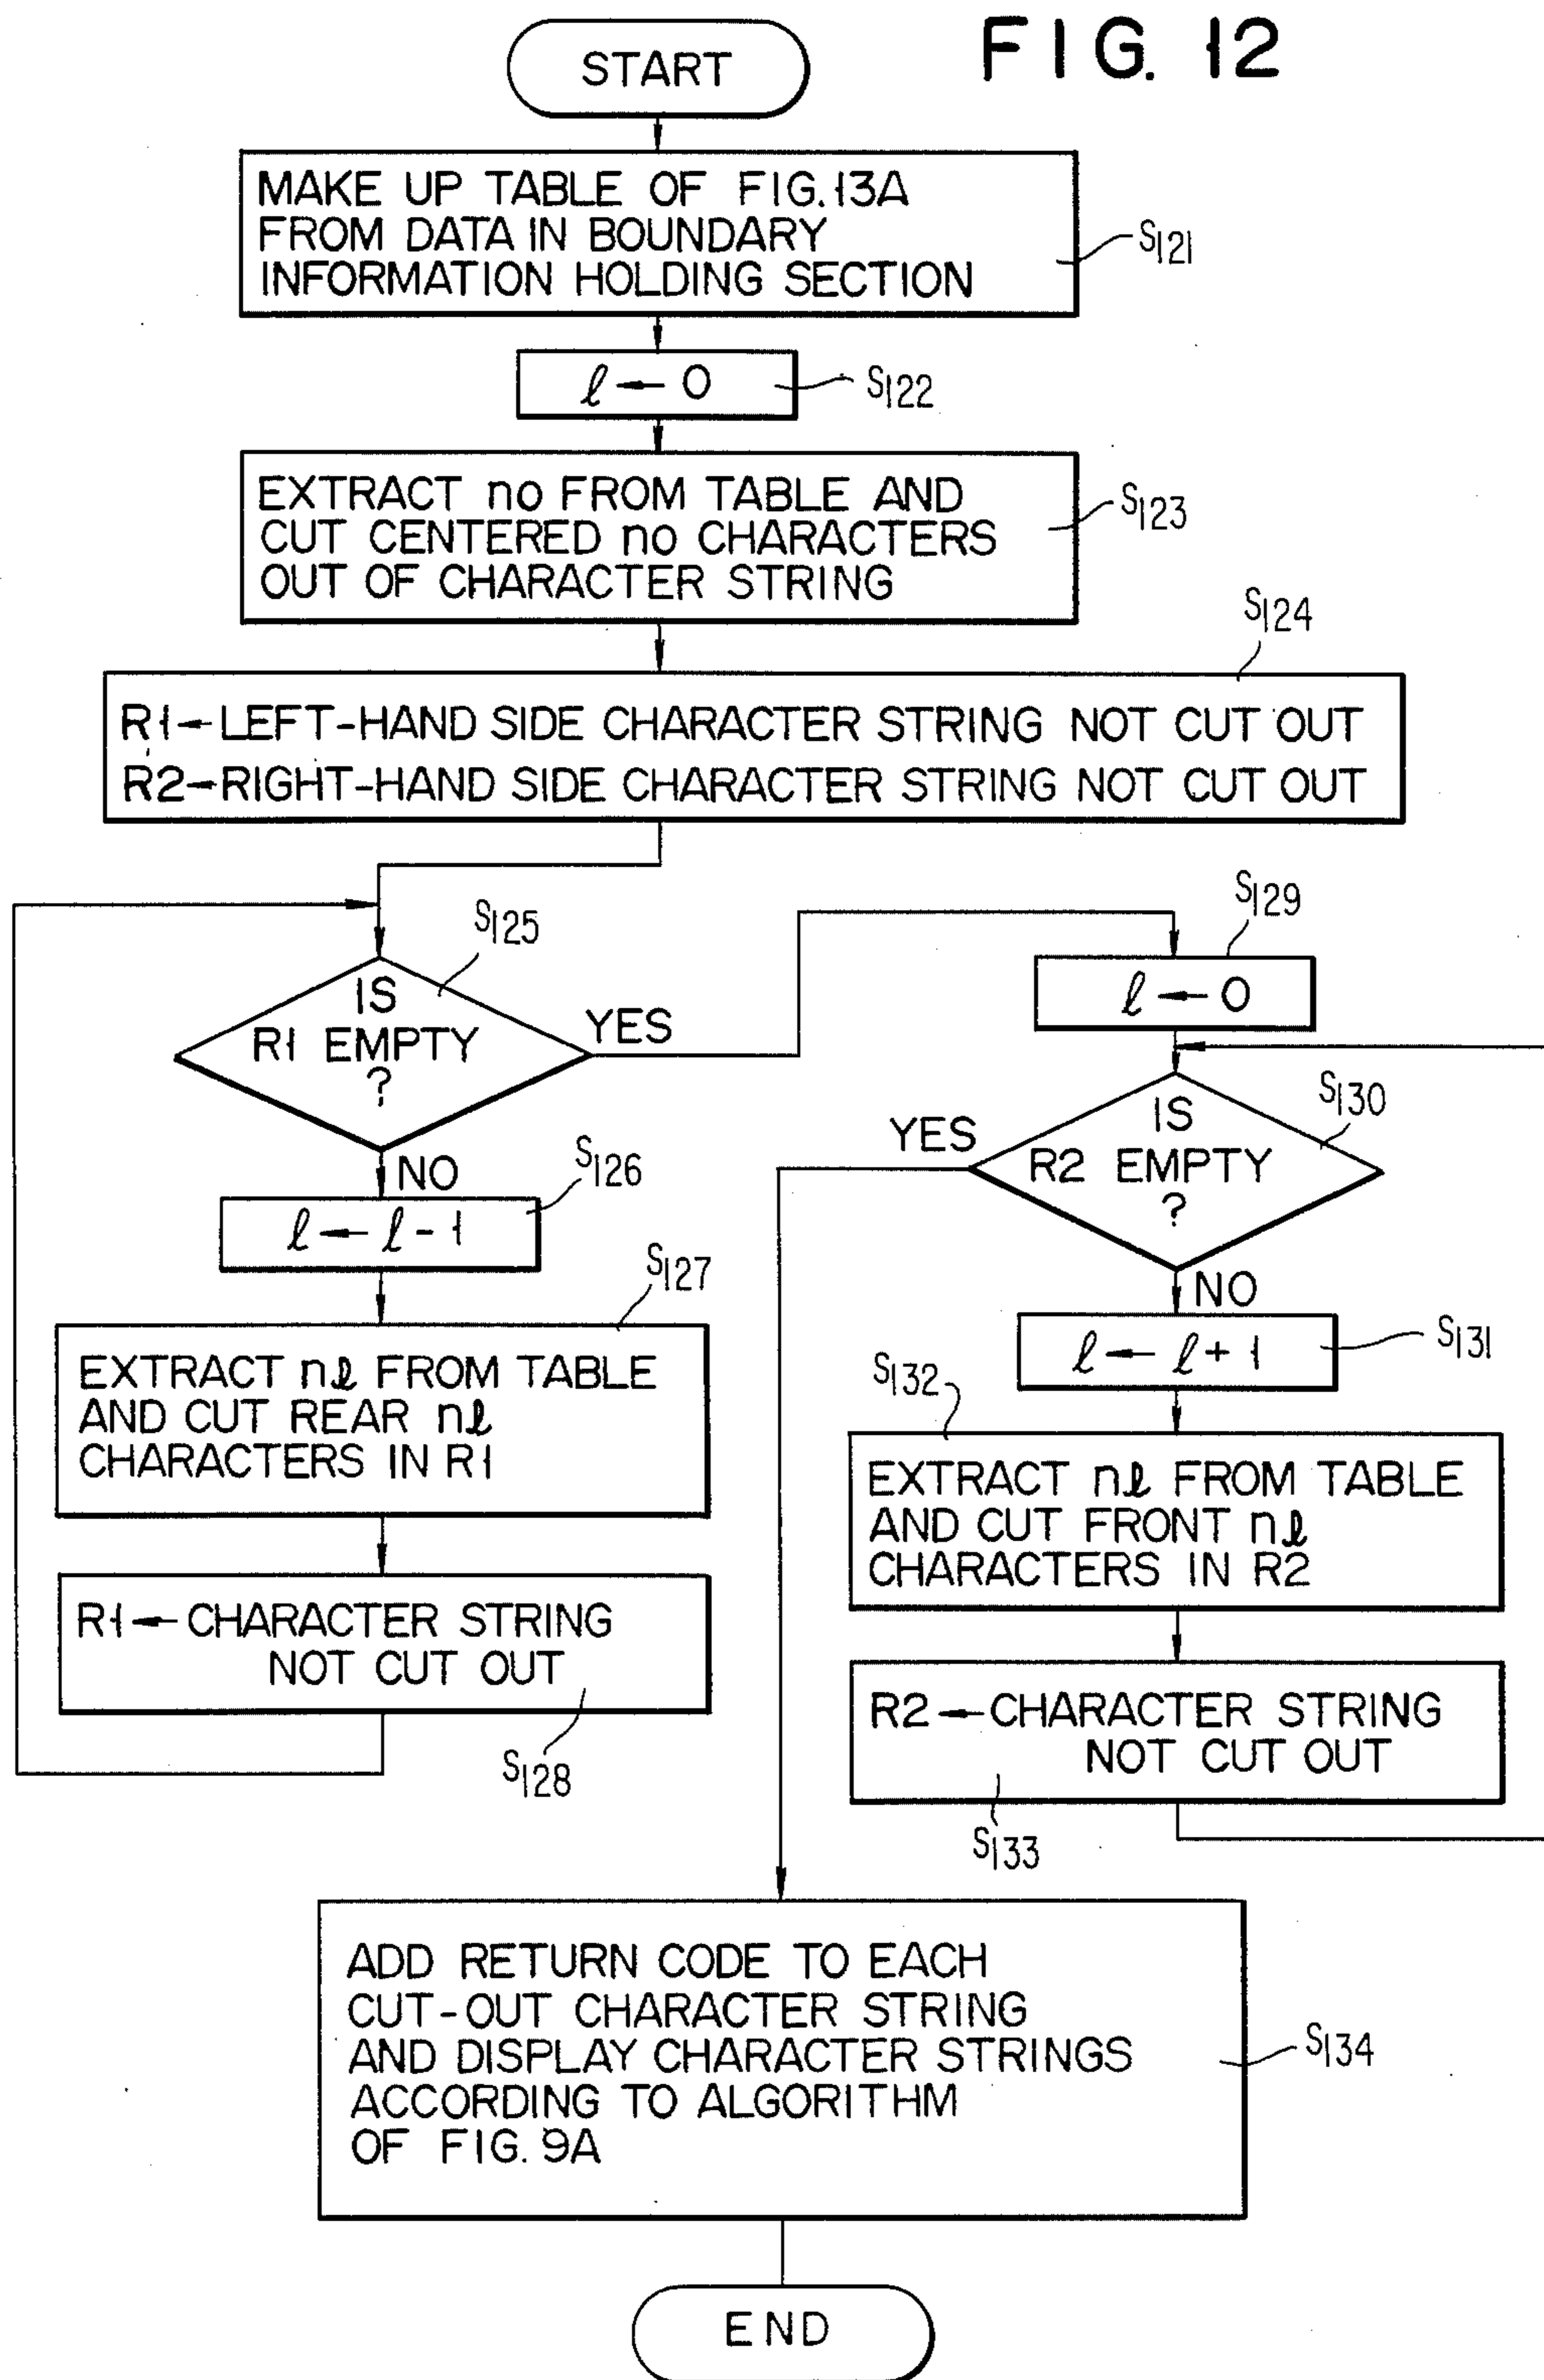 FIG. 12
START
MAKE UP TABLE OF FIG. 13A
FROM DATA IN BOUNDARY
INFORMATION HOLDING SECTION
S121
ℓ ← 0
S122
EXTRACT no FROM TABLE AND
CUT CENTERED no CHARACTERS
OUT OF CHARACTER STRING
S123
S124
R1 ← LEFT-HAND SIDE CHARACTER STRING NOT CUT OUT
R2 ← RIGHT-HAND SIDE CHARACTER STRING NOT CUT OUT
S125
IS
R1 EMPTY
?
YES
NO
S126
ℓ ← ℓ - 1
S127
EXTRACT nℓ FROM TABLE
AND CUT REAR nℓ
CHARACTERS IN R1
R1 ← CHARACTER STRING
NOT CUT OUT
S128
S129
ℓ ← 0
S130
IS
R2 EMPTY
?
YES
NO
ℓ ← ℓ + 1
S131
S132
EXTRACT nℓ FROM TABLE
AND CUT FRONT nℓ
CHARACTERS IN R2
R2 ← CHARACTER STRING
NOT CUT OUT
S133
ADD RETURN CODE TO EACH
CUT-OUT CHARACTER STRING
AND DISPLAY CHARACTER STRINGS
ACCORDING TO ALGORITHM
OF FIG. 9A
S134
END